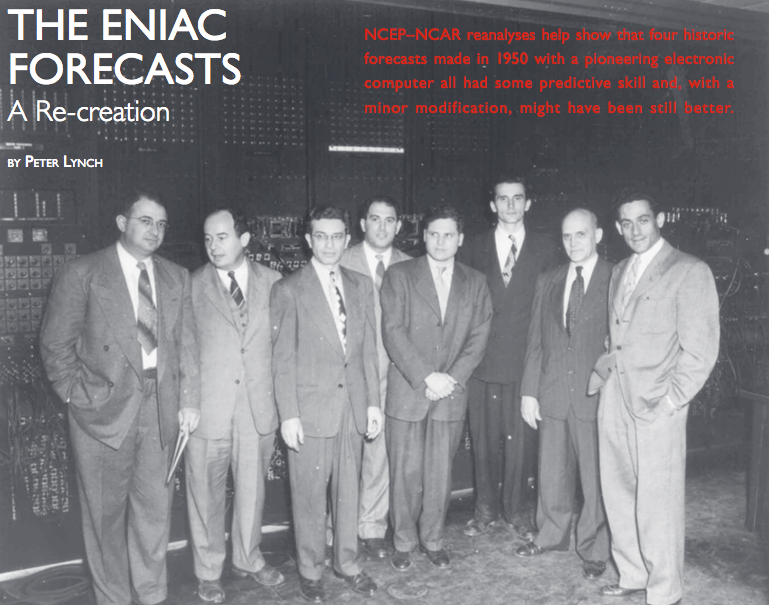 THE ENIAC
FORECASTS
A Re-creation
BY PETER LYNCH
NCEP–NCAR reanalyses help show that four historic
forecasts made in 1950 with a pioneering electronic
computer all had some predictive skill and, with a
minor modification, might have been still better.